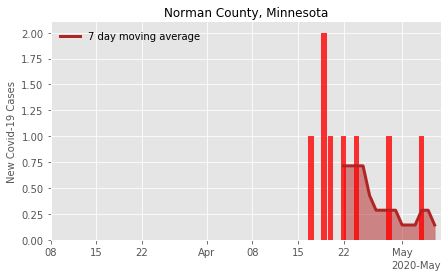 Norman County, Minnesota
7 day moving average
New Covid-19 Cases
2.00
1.75
1.50
1.25
1.00
0.75
0.50
0.25
0.00
08 15 22 Apr 08 15 22 May
2020-May